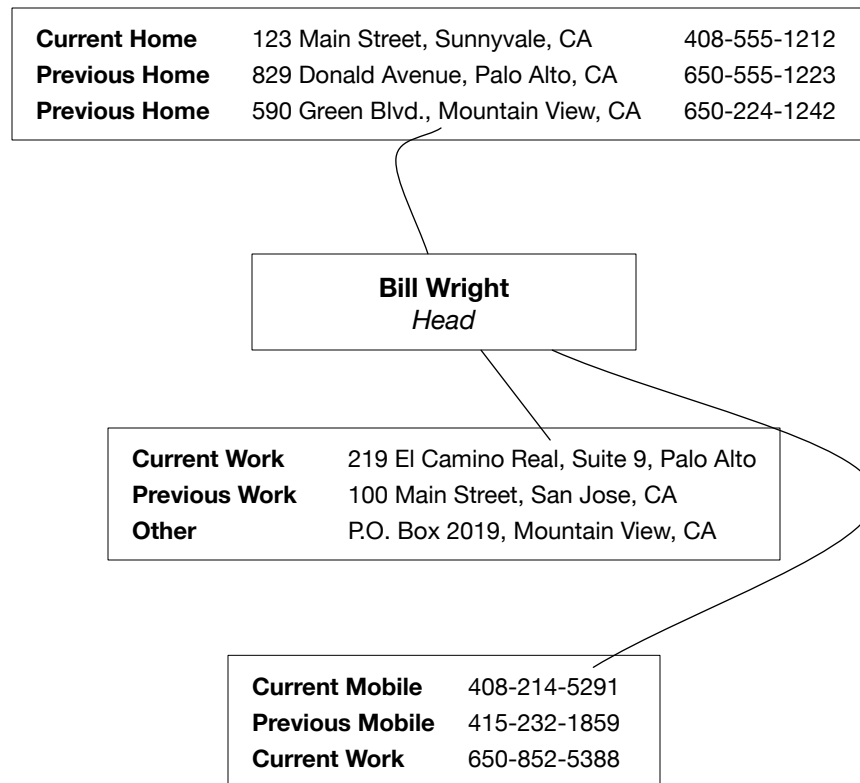 Current Home 123 Main Street, Sunnyvale, CA 408-555-1212
Previous Home 829 Donald Avenue, Palo Alto, CA 650-555-1223
Previous Home 590 Green Blvd., Mountain View, CA 650-224-1242
Bill Wright
Head
Current Work 219 El Camino Real, Suite 9, Palo Alto
Previous Work 100 Main Street, San Jose, CA
Other P.O. Box 2019, Mountain View, CA
Current Mobile 408-214-5291
Previous Mobile 415-232-1859
Current Work 650-852-5388